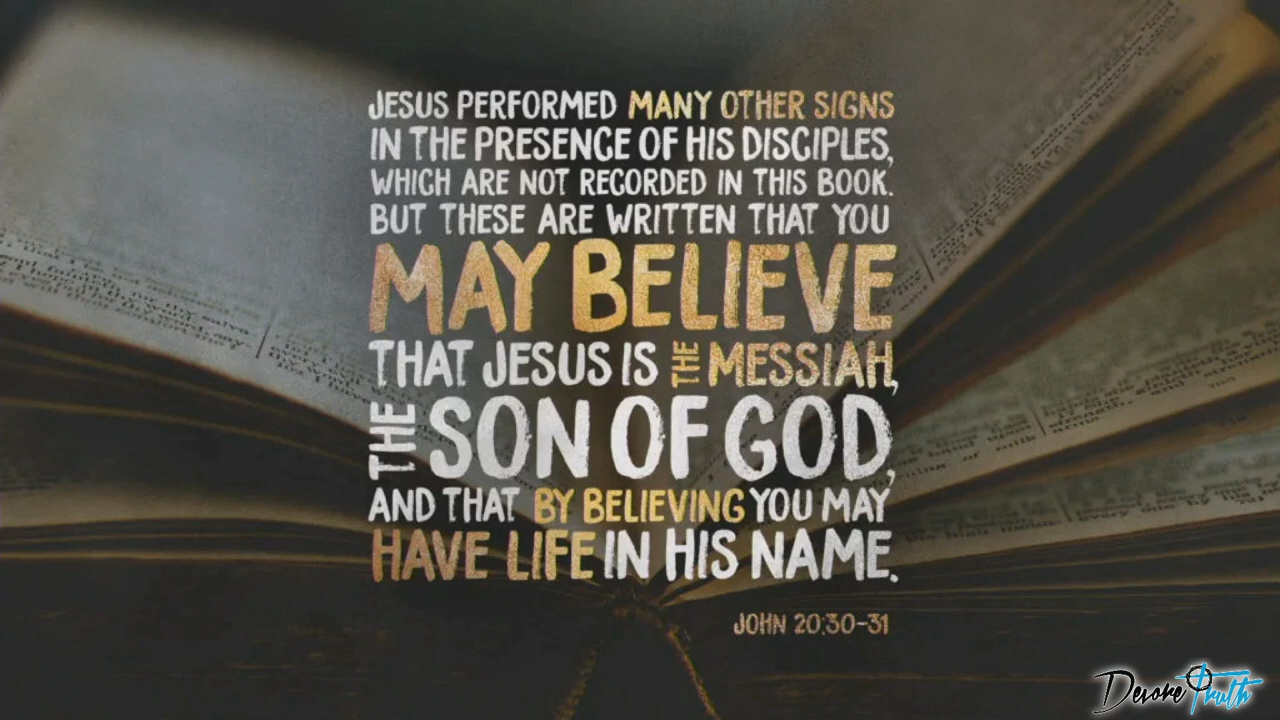 JESUS PERFORMED MANY OTHER SIGNS
IN THE PRESENCE OF HIS DISCIPLES,
WHICH ARE NOT RECORDED IN THIS BOOK.
BUT THESE ARE WRITTEN THAT YOU
MAY BELIEVE
THAT JESUS IS THE MESSIAH,
THE SON OF GOD,
AND THAT BY BELIEVING YOU MAY
HAVE LIFE IN HIS NAME.
JOHN 20:30-31
Devore Truth